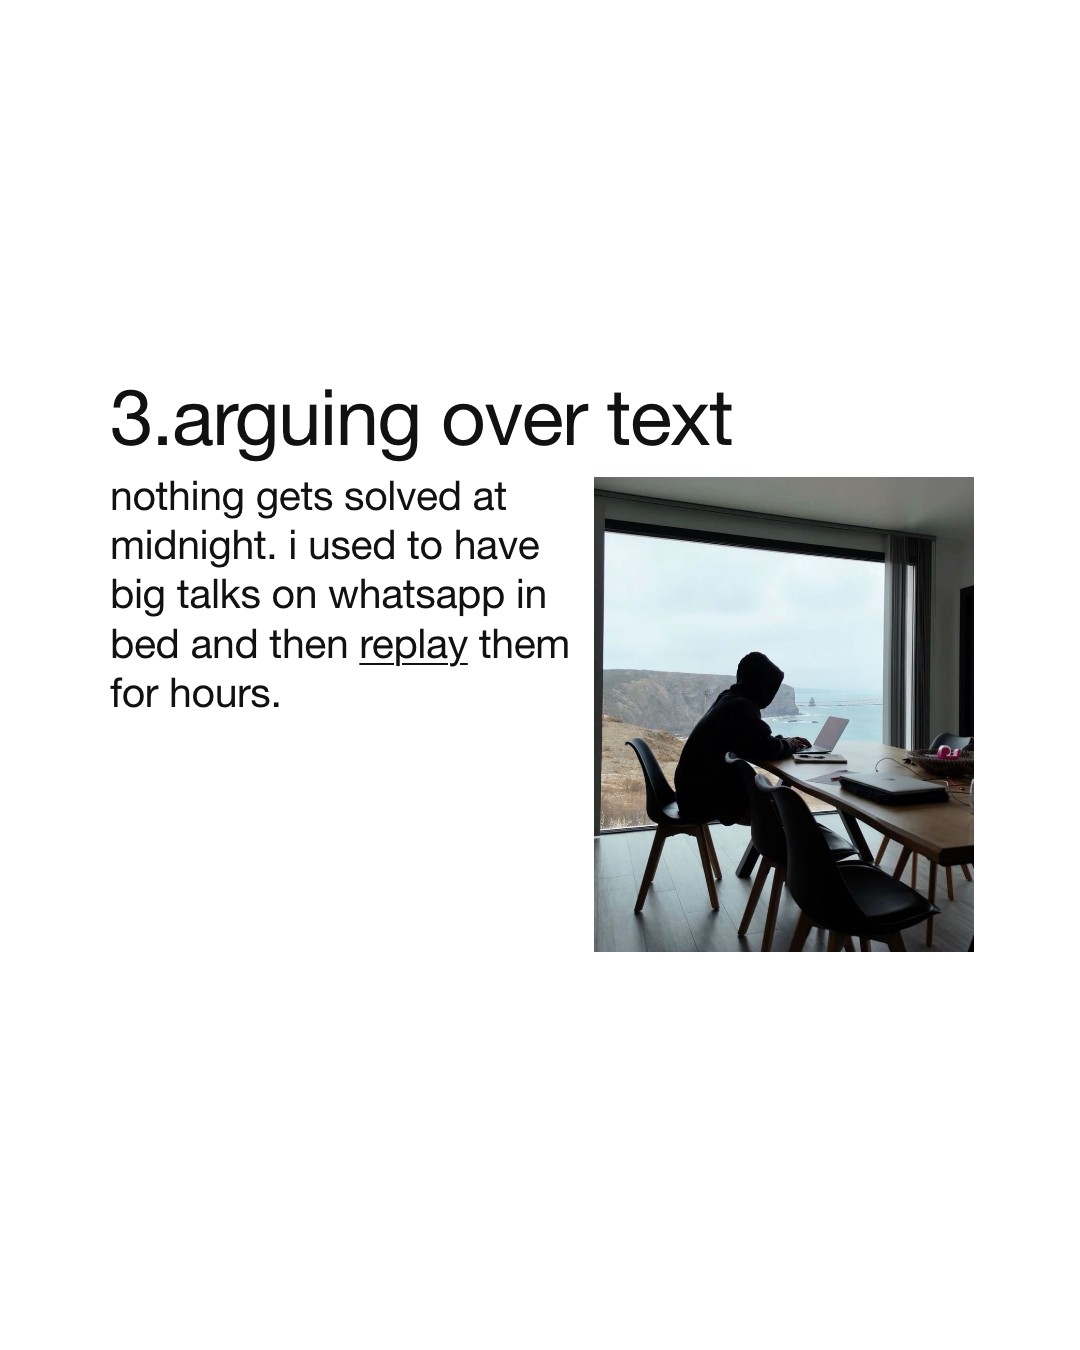 3.arguing over text
nothing gets solved at
midnight. i used to have
big talks on whatsapp in
bed and then replay them
for hours.